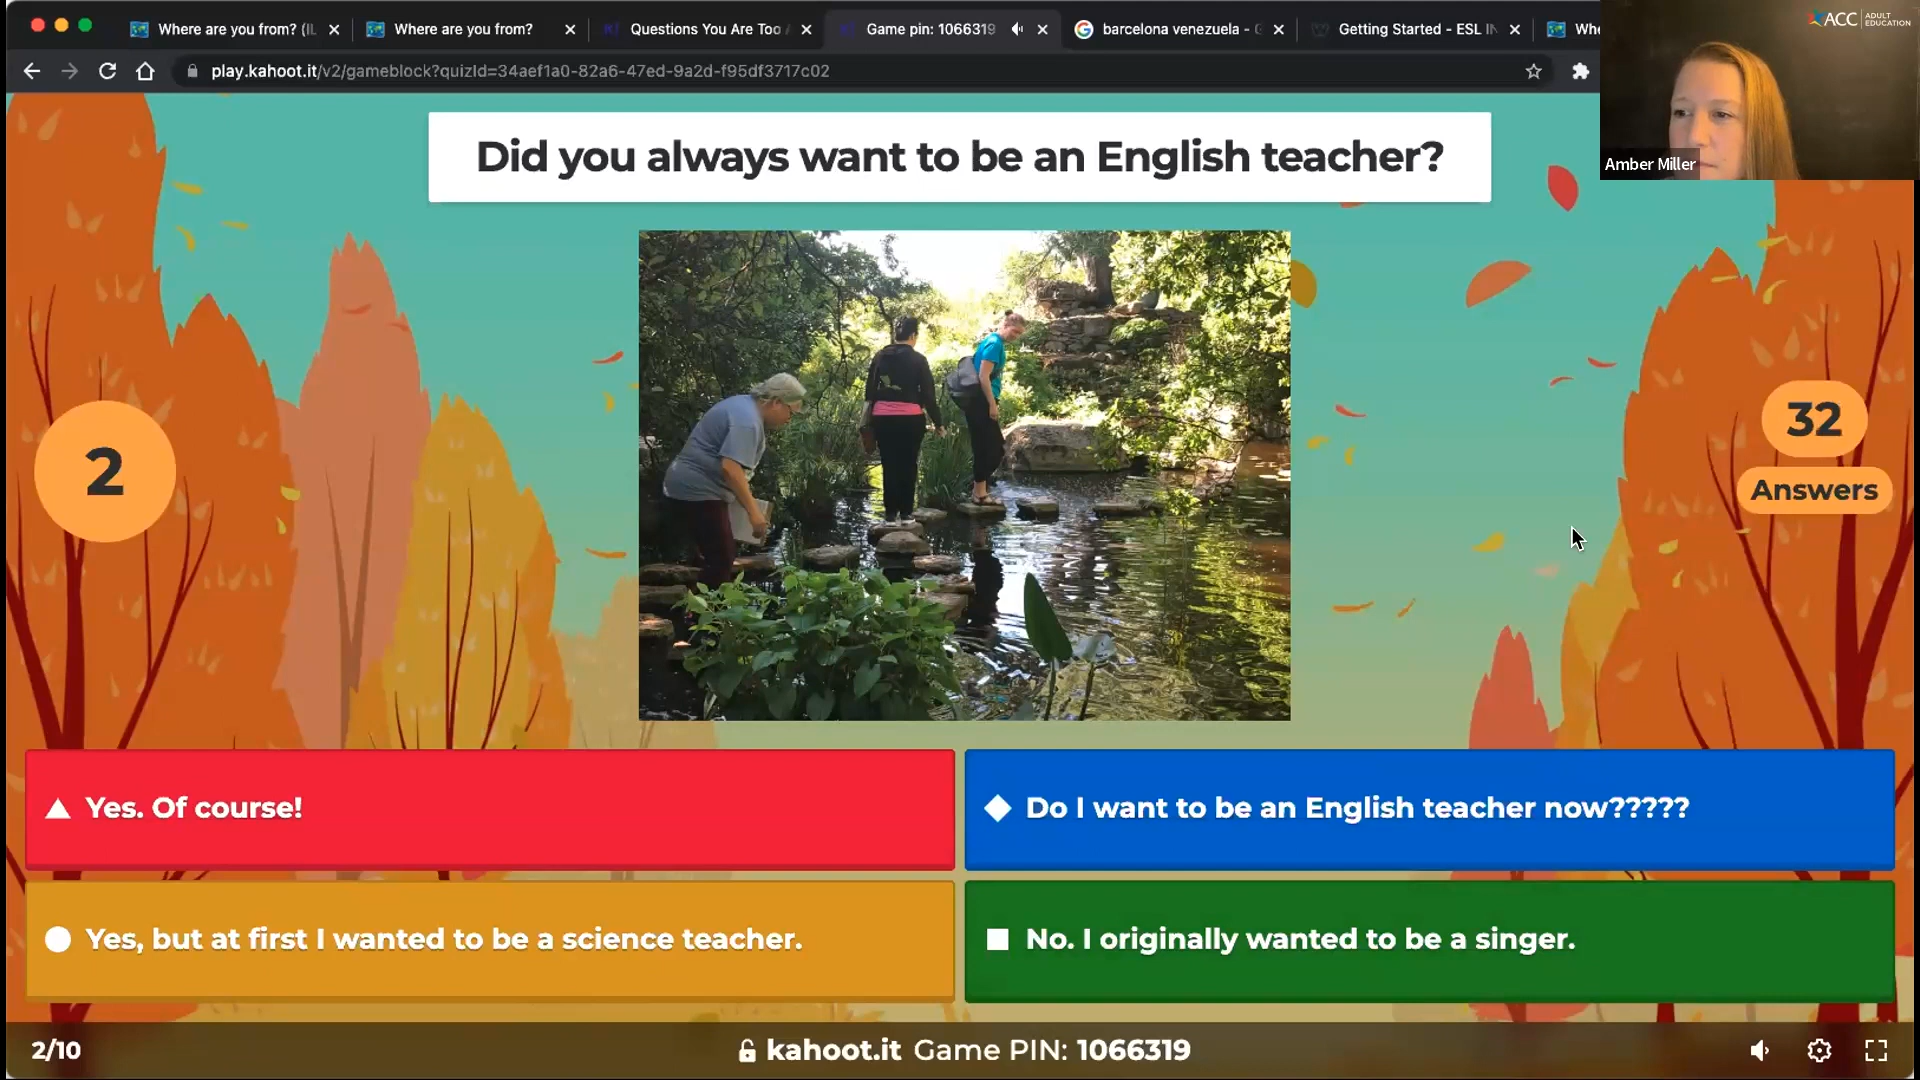 Where are you from? (IL
Where are you from?
Questions You Are Too
Game pin: 1066319
barcelona venezuela - G
Getting Started - ESL IN
Whe
play.kahoot.it/v2/gameblock?quizId=34aef1a0-82a6-47ed-9a2d-f95df3717c02
ACC ADULT EDUCATION
Amber Miller
Did you always want to be an English teacher?
2
32
Answers
Yes. Of course!
Do I want to be an English teacher now?????
Yes, but at first I wanted to be a science teacher.
No. I originally wanted to be a singer.
2/10
kahoot.it Game PIN: 1066319